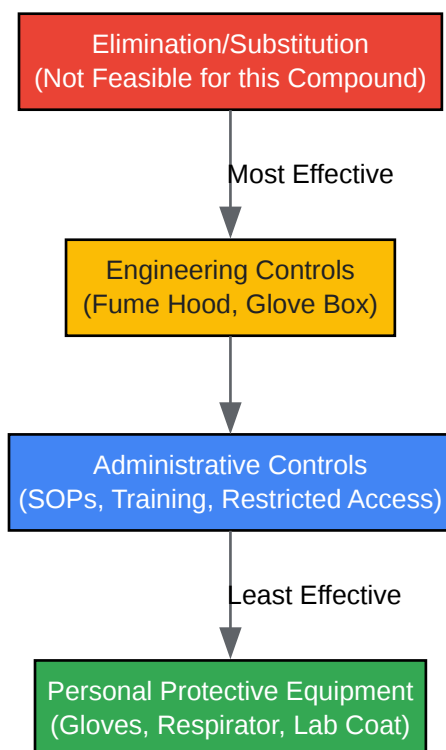 Elimination/Substitution
(Not Feasible for this Compound)
Most Effective
Engineering Controls
(Fume Hood, Glove Box)
Administrative Controls
(SOPs, Training, Restricted Access)
Least Effective
Personal Protective Equipment
(Gloves, Respirator, Lab Coat)